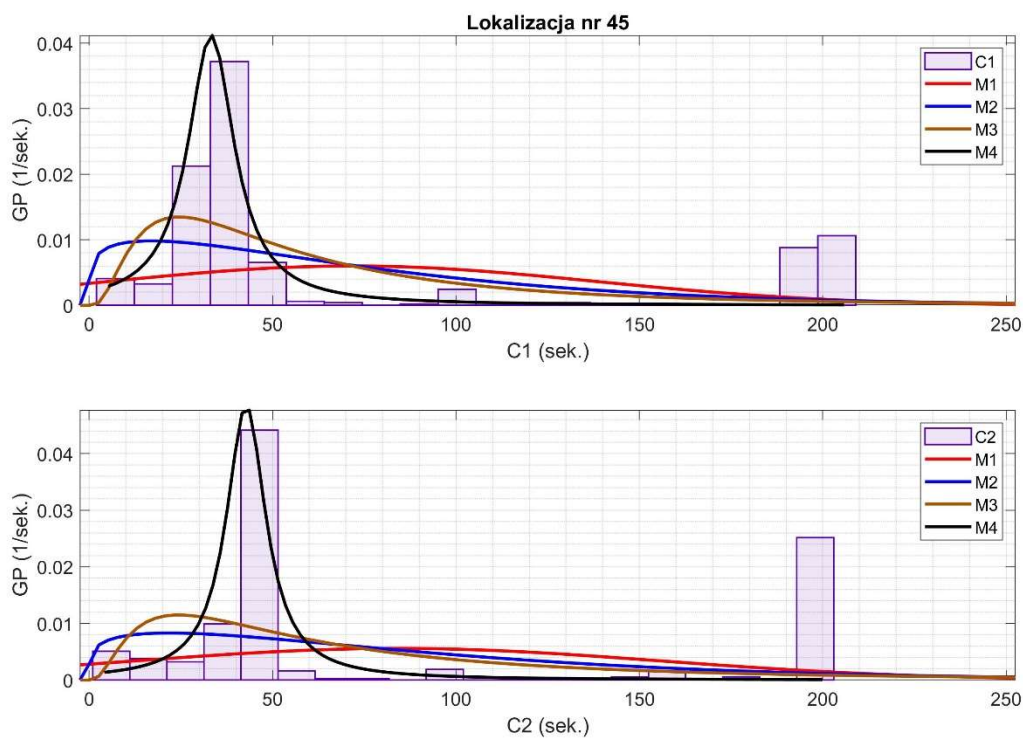 Lokalizacja nr 45
0.04
0.03
0.02
0.01
0
GP (1/sek.)
0
50
100
150
200
250
C1 (sek.)
C1
M1
M2
M3
M4
0.04
0.03
0.02
0.01
0
GP (1/sek.)
0
50
100
150
200
250
C2 (sek.)
C2
M1
M2
M3
M4